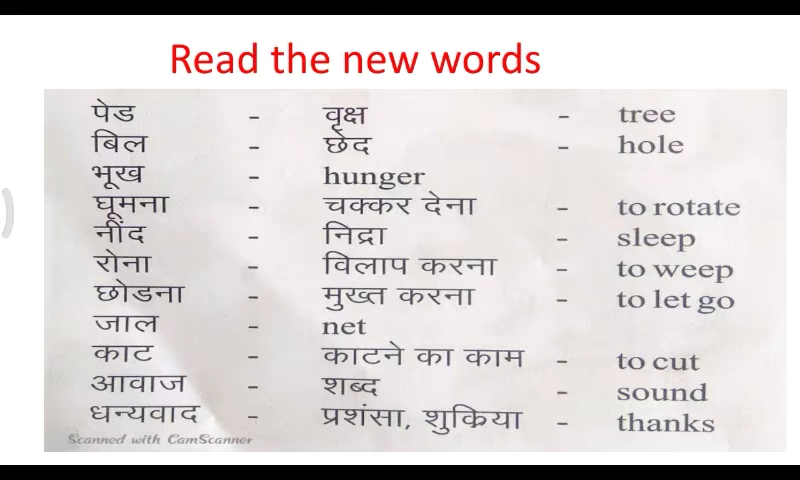 Read the new words
पेड - वृक्ष - tree
बिल - छेद - hole
भूख - hunger
घूमना - चक्कर देना - to rotate
नींद - निद्रा - sleep
रोना - विलाप करना - to weep
छोडना - मुख्त करना - to let go
जाल - net
काट - काटने का काम - to cut
आवाज - शब्द - sound
धन्यवाद - प्रशंसा, शुकिया - thanks
Scanned with CamScanner